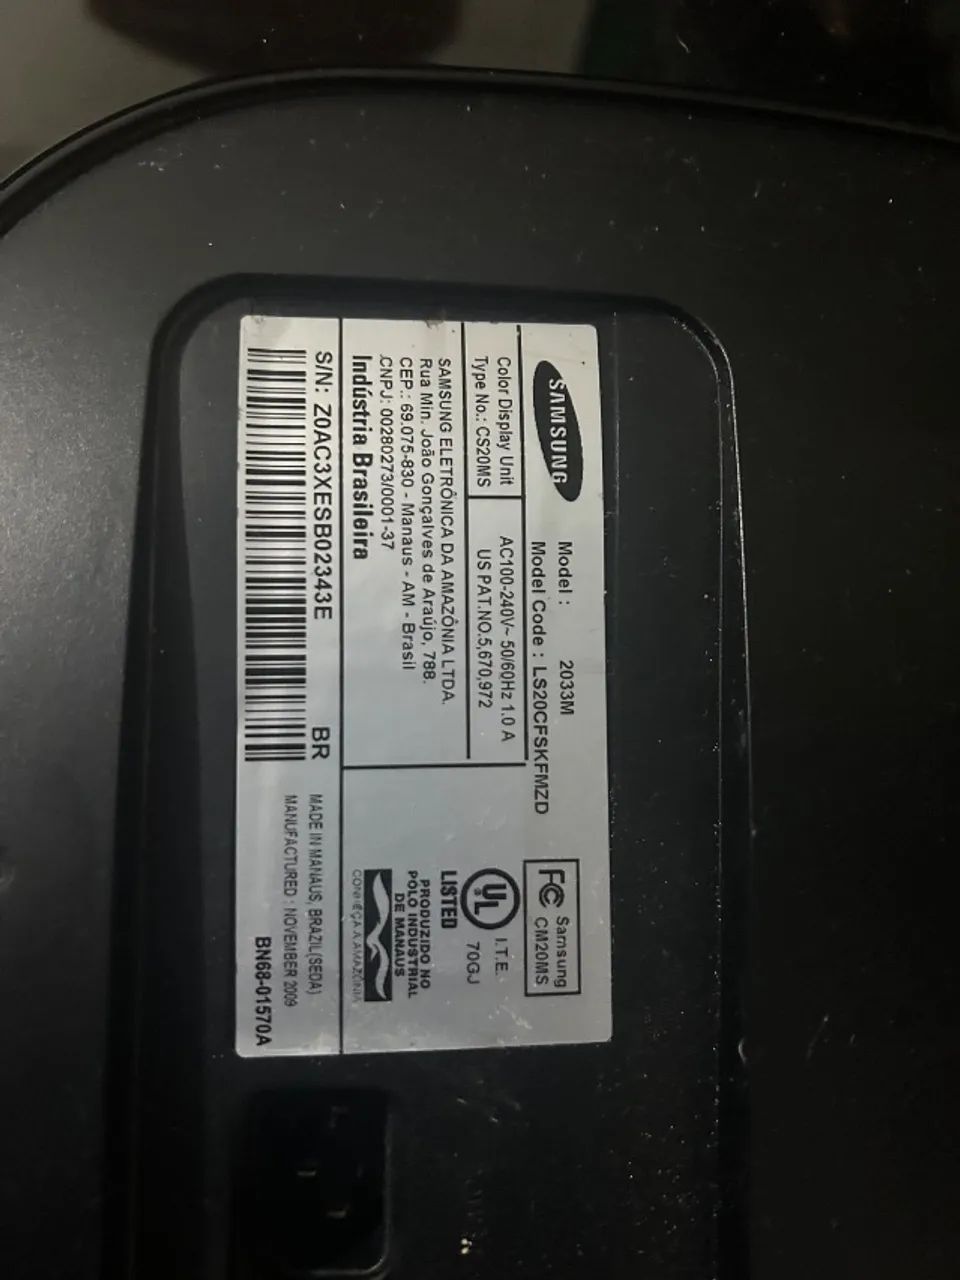 SAMSUNG
Model : 2033M
Model Code : LS20CFSKFMZD
FC Samsung
CM20MS
Color Display Unit
Type No.: CS20MS
AC100-240V~ 50/60Hz 1.0 A
US PAT.NO.5,670,972
UL I.T.E.
70GJ
LISTED
SAMSUNG ELETRÔNICA DA AMAZÔNIA LTDA.
Rua Min. João Gonçalves de Araújo, 788.
CEP.: 69.075-830 - Manaus - AM - Brasil
CNPJ: 00280273/0001-37
Indústria Brasileira
PRODUZIDO NO
PÓLO INDUSTRIAL
DE MANAUS
CONHEÇA A AMAZÔNIA
S/N: Z0AC3XESB02343E BR
MADE IN MANAUS, BRAZIL(SEDA)
MANUFACTURED : NOVEMBER 2009
BN68-01570A